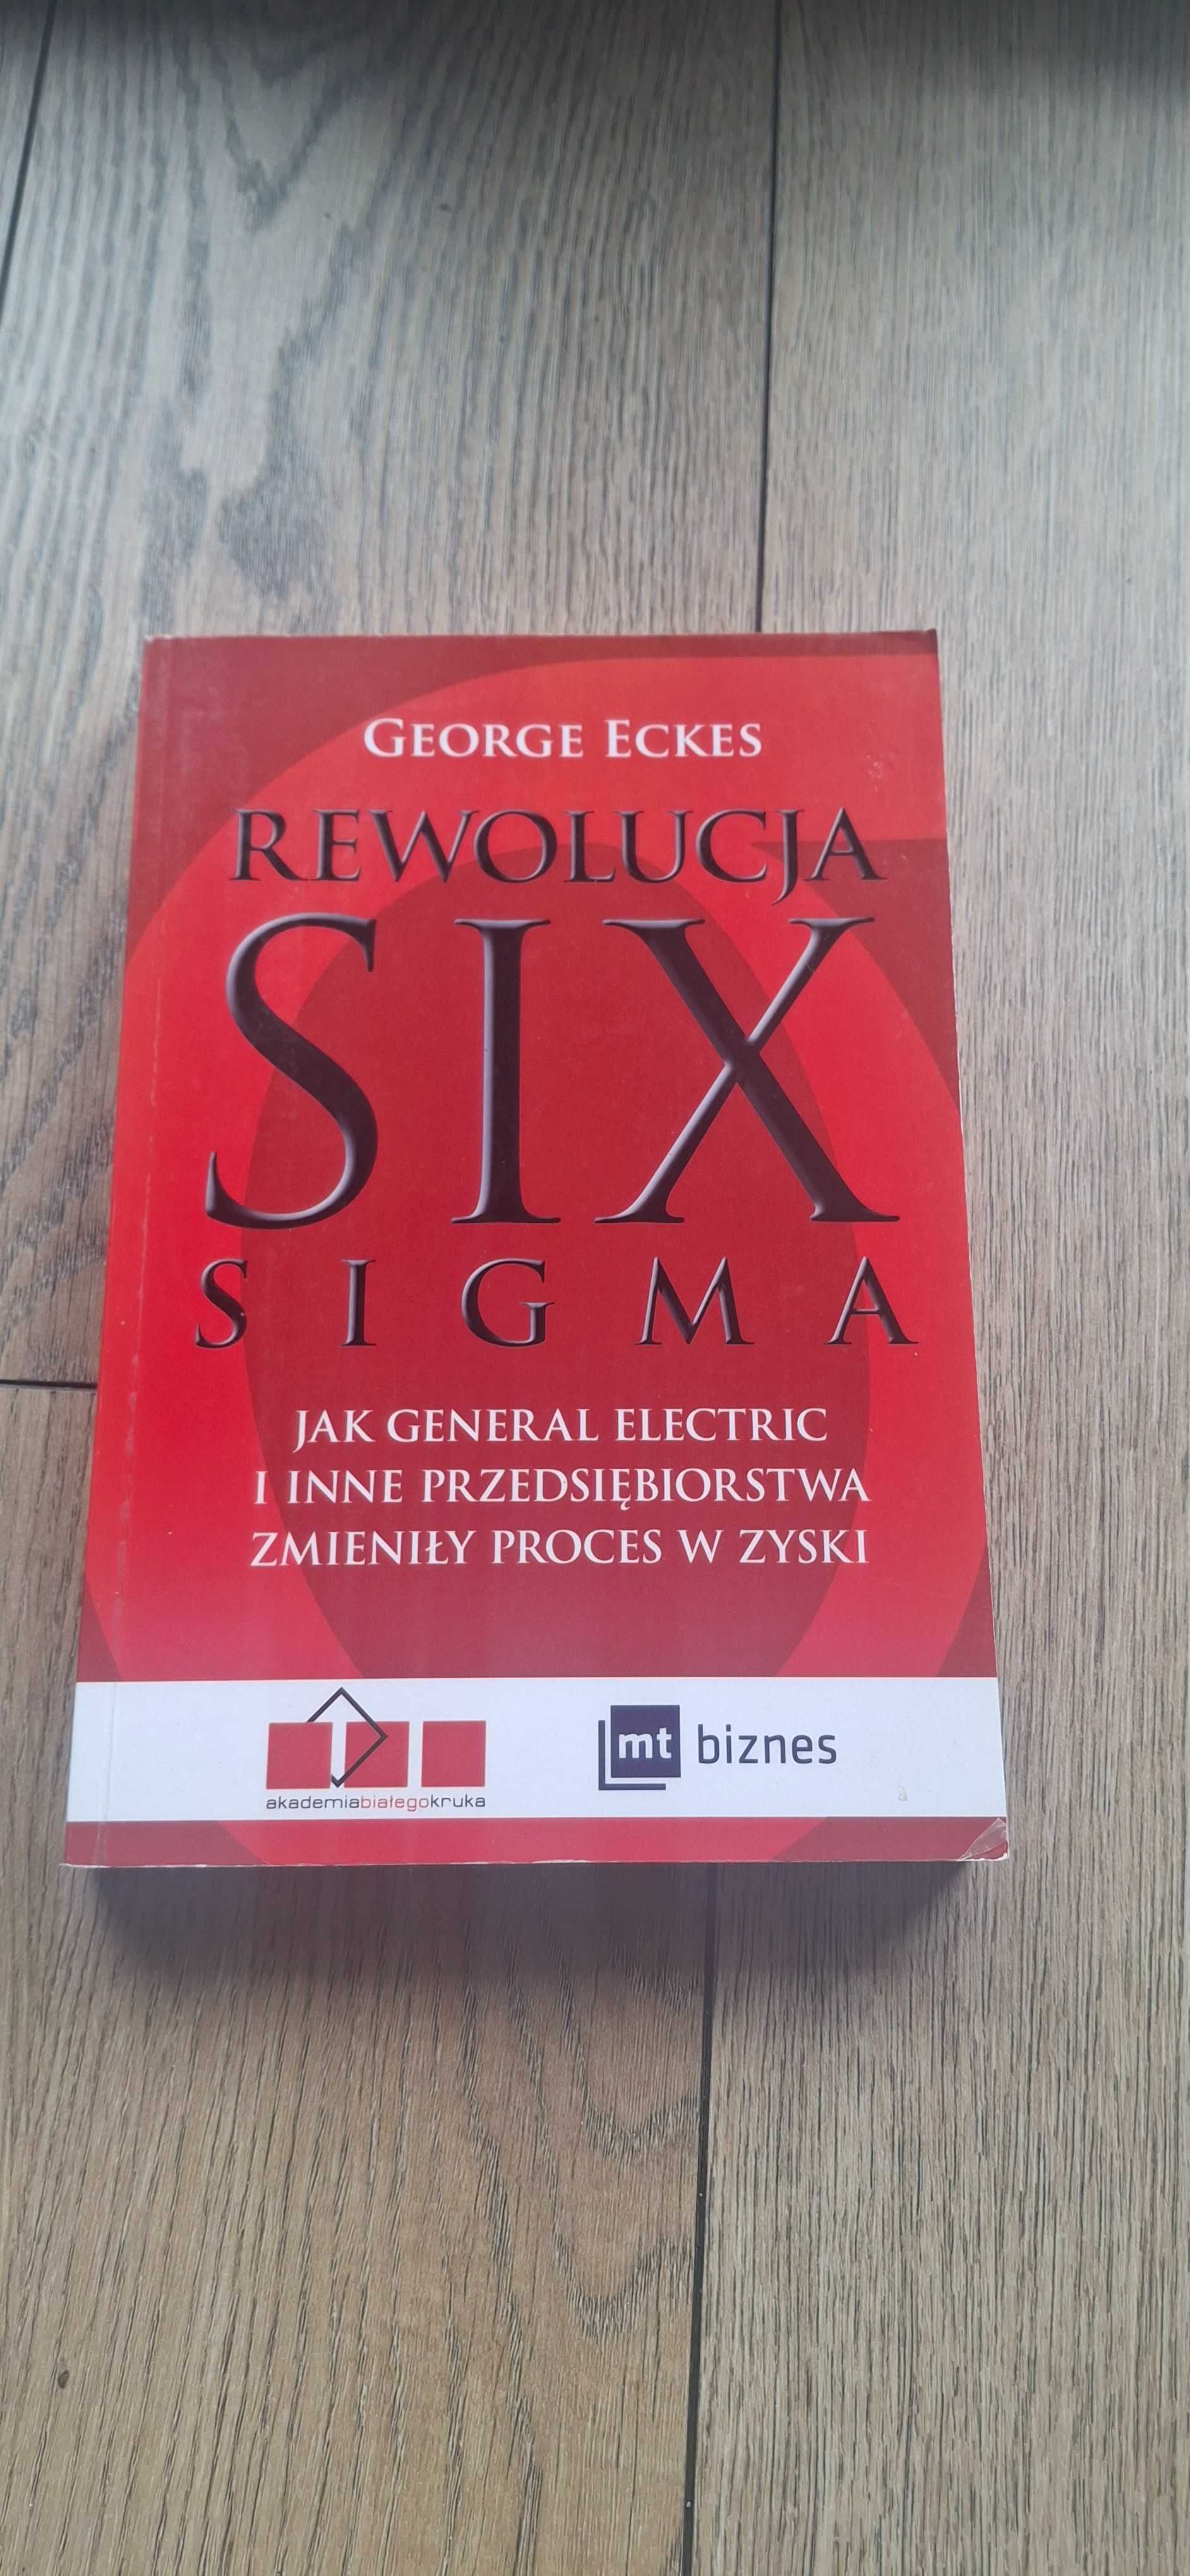 GEORGE ECKES
REWOLUCJA
SIX
SIGMA
JAK GENERAL ELECTRIC
I INNE PRZEDSIĘBIORSTWA
ZMIENIŁY PROCES W ZYSKI
akademiabiałegokruka
mt biznes